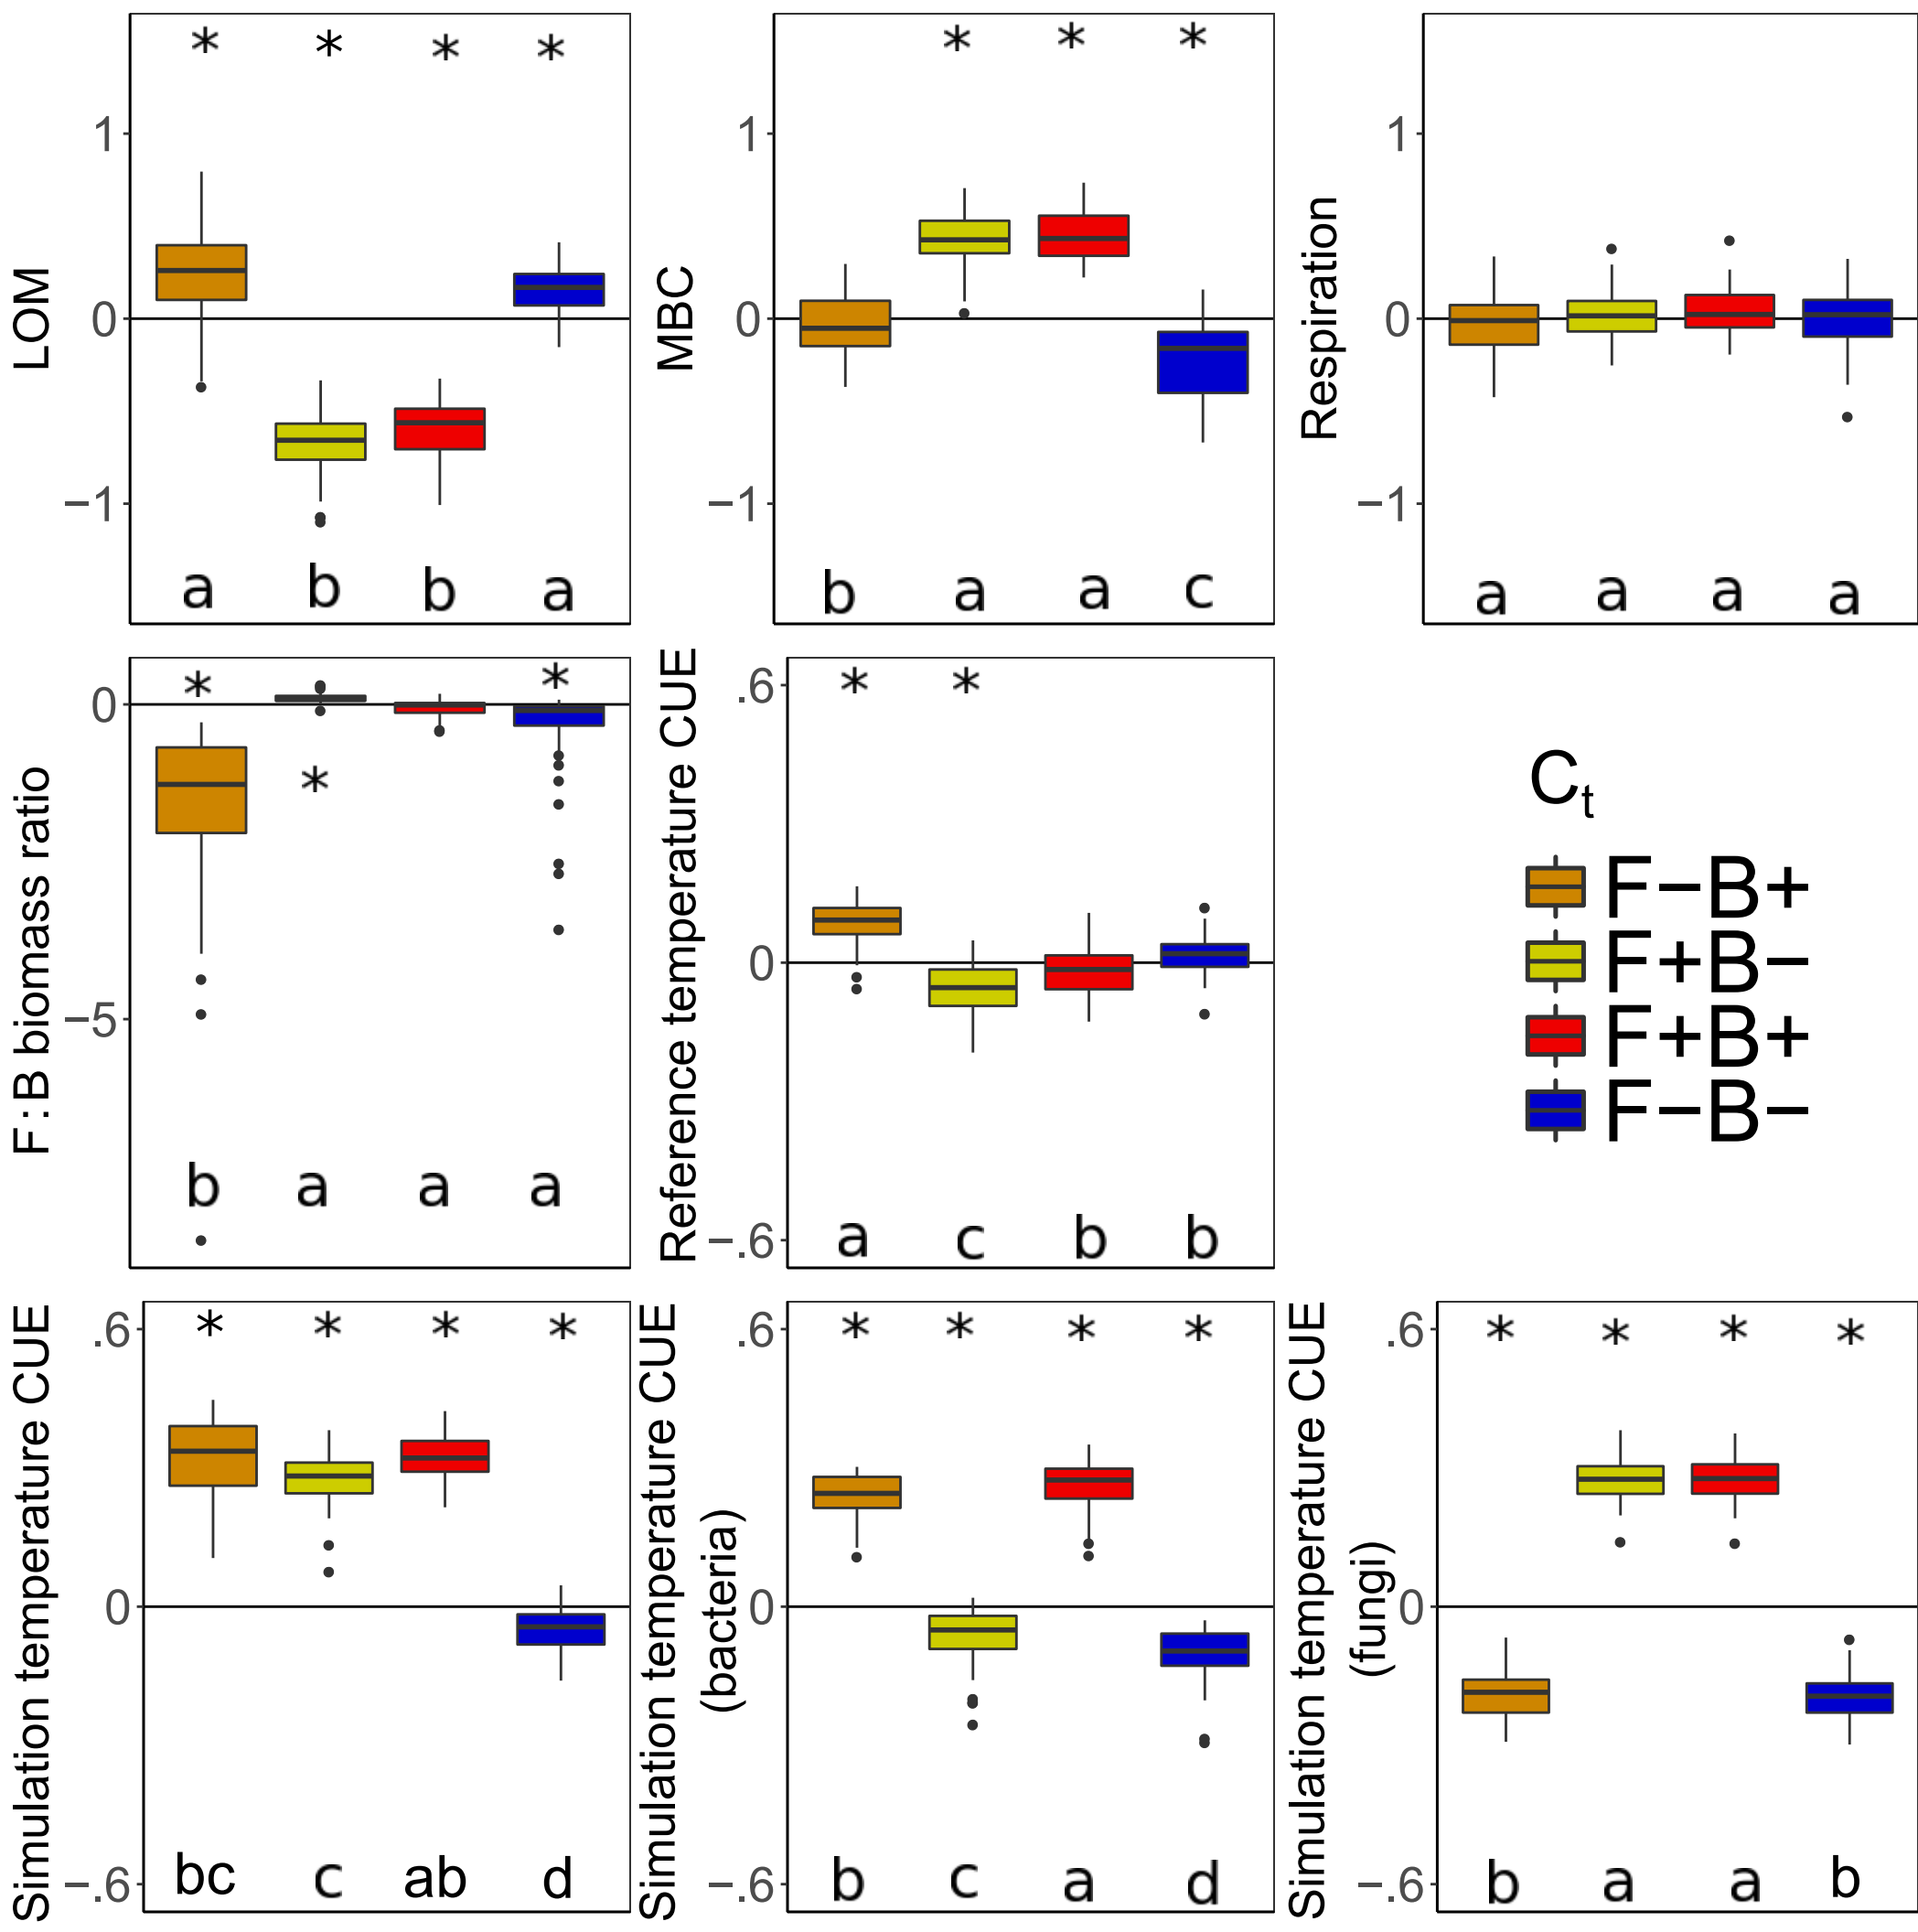 * * * *
LOM
1
0
−1
a b b a
* * *
MBC
1
0
−1
b a a c
Respiration
1
0
−1
a a a a
* *
*
F:B biomass ratio
0
−5
b a a a
* *
Reference temperature CUE
.6
0
−.6
a c b b
Ct
F−B+
F+B−
F+B+
F−B−
* * * *
Simulation temperature CUE
.6
0
−.6
bc c ab d
* * * *
Simulation temperature CUE
(bacteria)
.6
0
−.6
b c a d
* * * *
Simulation temperature CUE
(fungi)
.6
0
−.6
b a a b